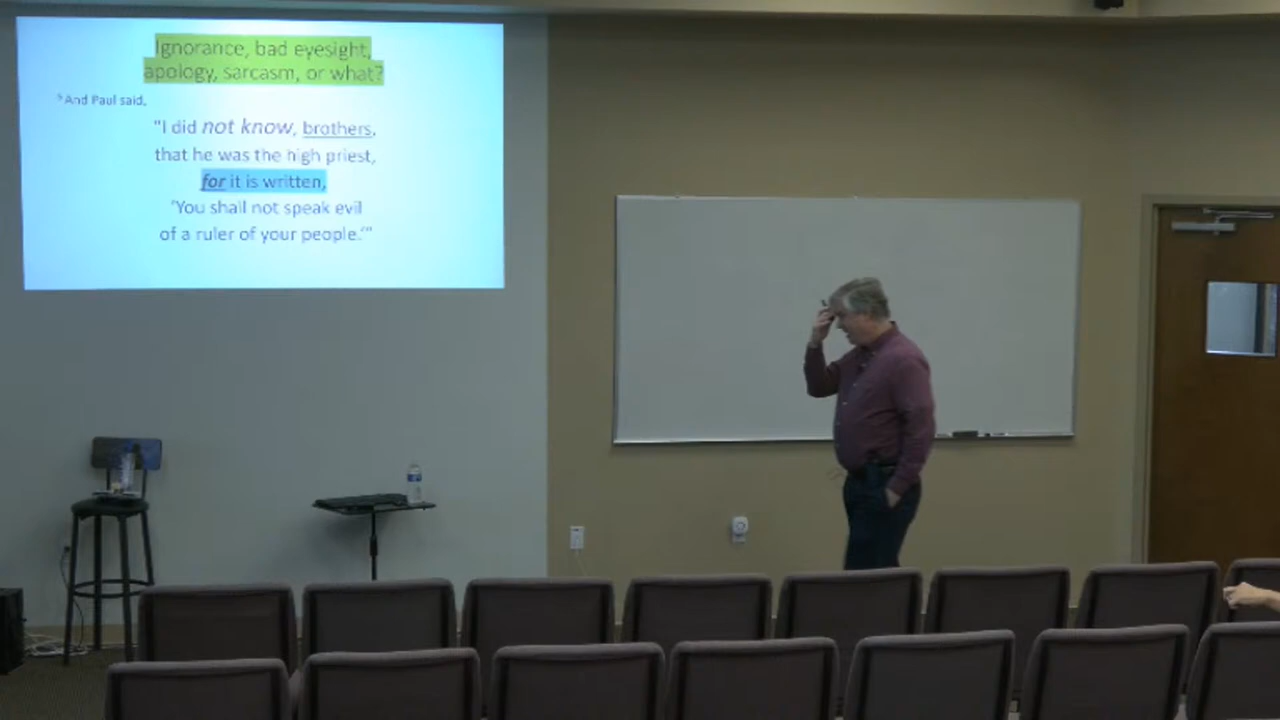 Ignorance, bad eyesight,
apology, sarcasm, or what?
5 And Paul said,
"I did not know, brothers,
that he was the high priest,
for it is written,
'You shall not speak evil
of a ruler of your people.'"